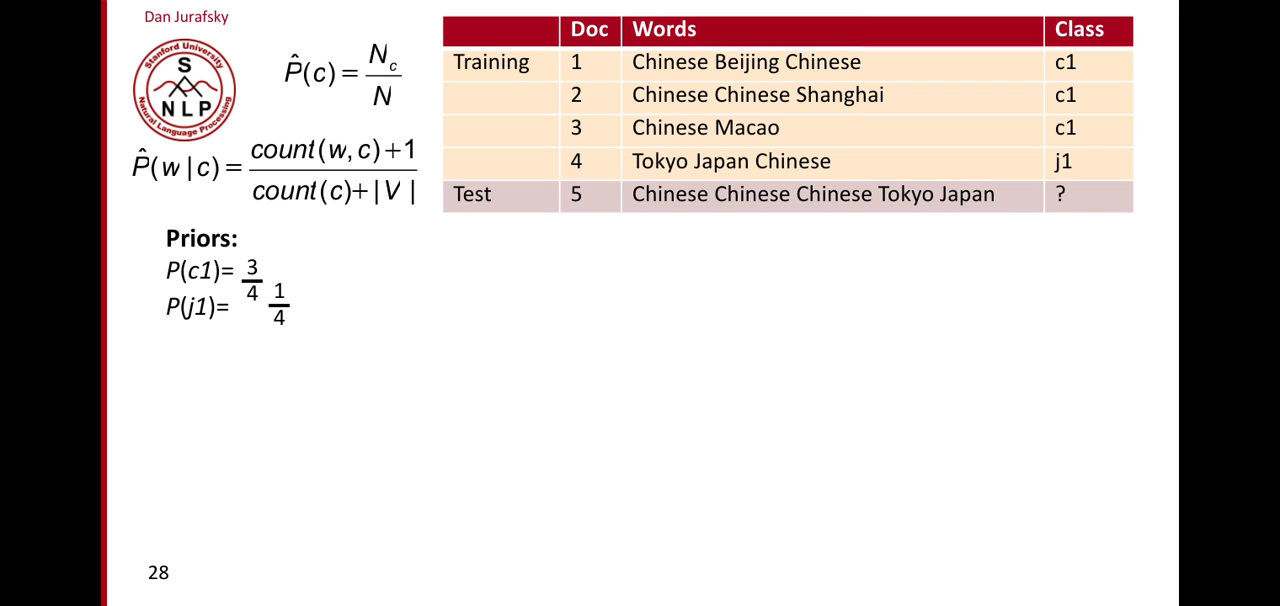 Dan Jurafsky
Stanford University
S
NLP
Natural Language Processing
P̂(c) = N_c / N
P̂(w | c) = count(w, c)+1 / count(c)+|V|
Doc Words Class
Training 1 Chinese Beijing Chinese c1
2 Chinese Chinese Shanghai c1
3 Chinese Macao c1
4 Tokyo Japan Chinese j1
Test 5 Chinese Chinese Chinese Tokyo Japan ?
Priors:
P(c1)= 3/4
P(j1)= 1/4
28